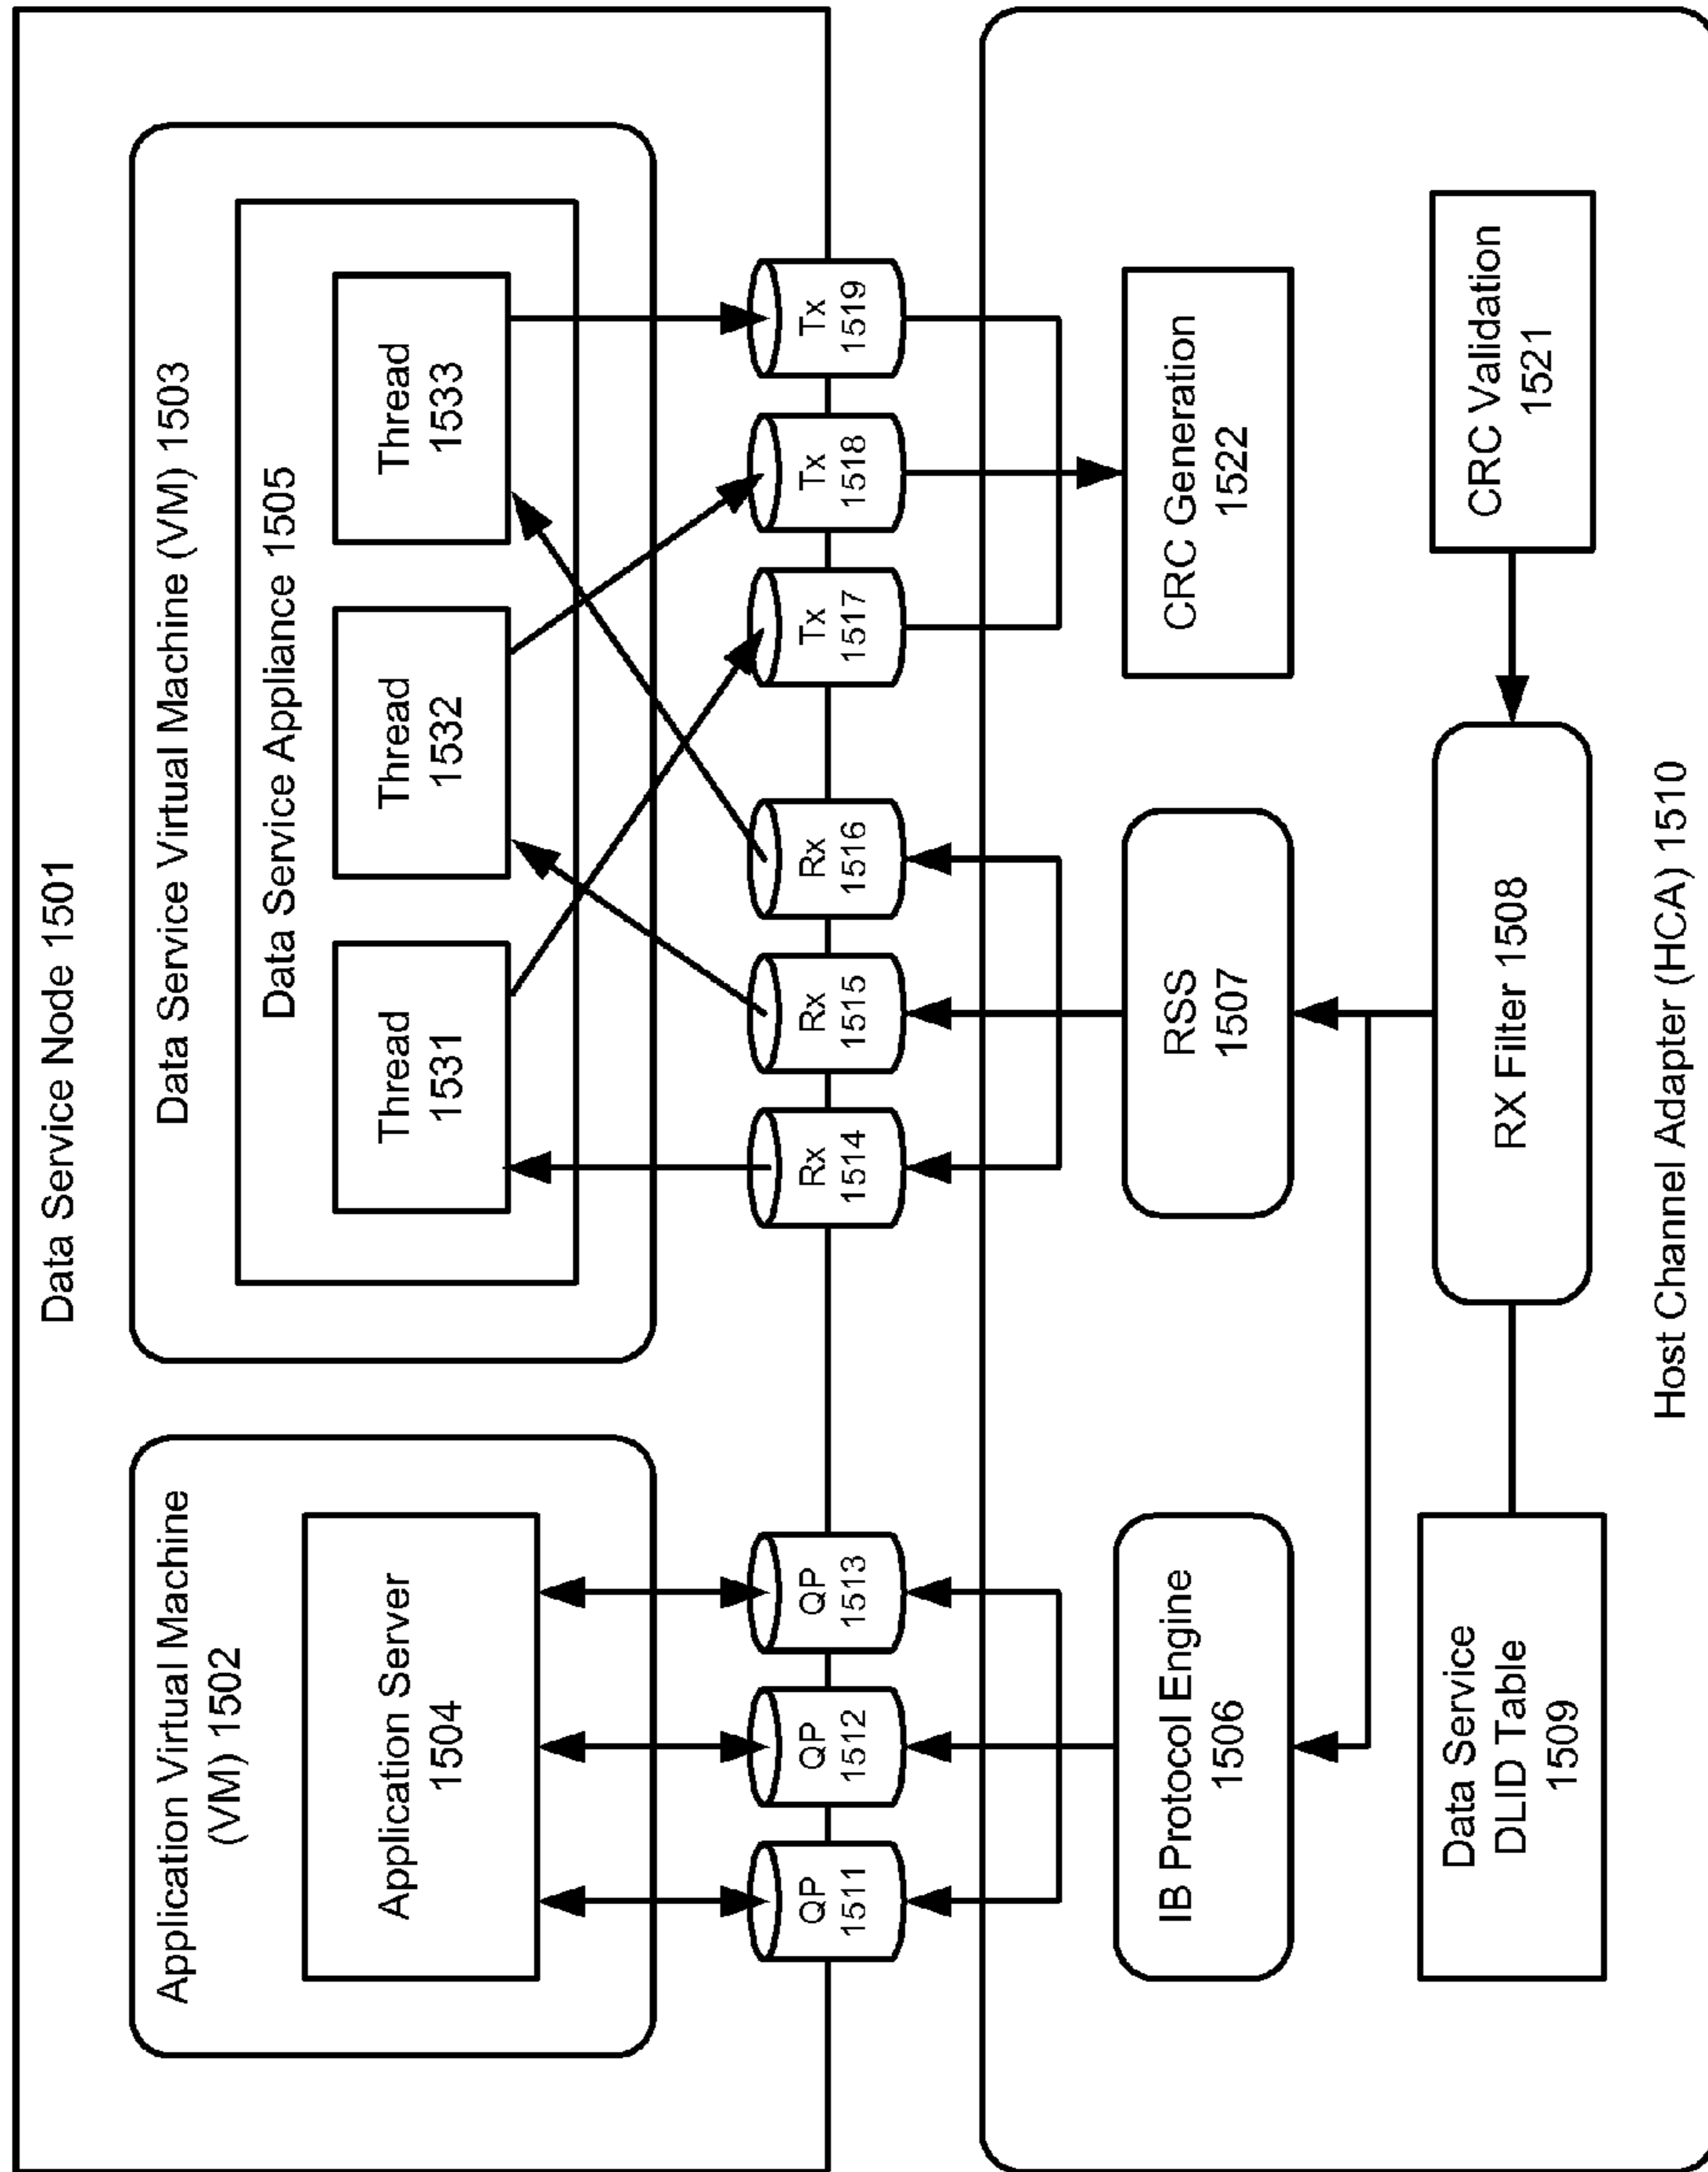 Data Service Node 1501
Application Virtual Machine
(VM) 1502
Application Server
1504
Data Service Virtual Machine (VM) 1503
Data Service Appliance 1505
Thread
1531
Thread
1532
Thread
1533
QP
1511
QP
1512
QP
1513
Rx
1514
Rx
1515
Rx
1516
Tx
1517
Tx
1518
Tx
1519
IB Protocol Engine
1506
RSS
1507
CRC Generation
1522
Data Service
DLID Table
1509
RX Filter 1508
CRC Validation
1521
Host Channel Adapter (HCA) 1510